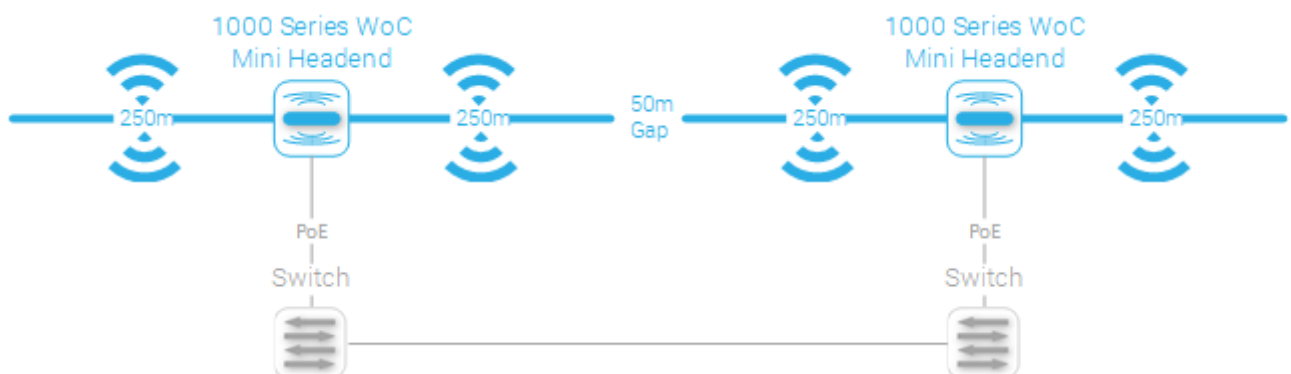 1000 Series WoC
Mini Headend
1000 Series WoC
Mini Headend
250m
250m
50m
Gap
250m
250m
PoE
PoE
Switch
Switch